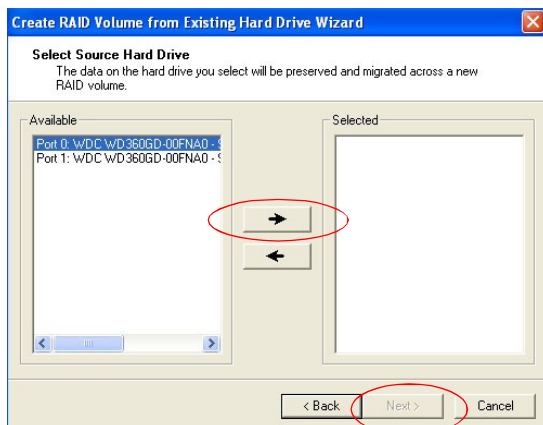 Create RAID Volume from Existing Hard Drive Wizard
Select Source Hard Drive
The data on the hard drive you select will be preserved and migrated across a new
RAID volume.
Available
Selected
Port 0: WDC WD360GD-00FNA0 - S
Port 1: WDC WD360GD-00FNA0 - S
< Back
Next >
Cancel